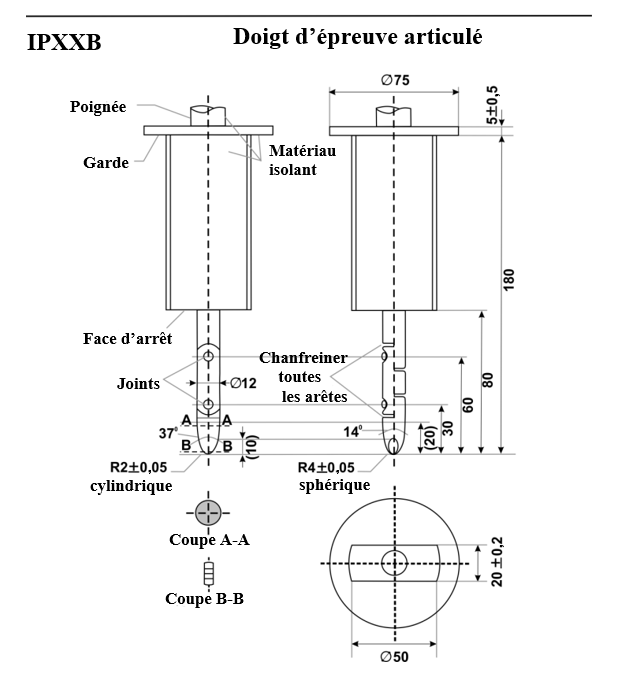 IPXXB
Doigt d’épreuve articulé
Ø75
5±0,5
Poignée
Garde
Matériau
isolant
180
Face d’arrêt
Joints
Ø12
Chanfreiner
toutes
les arêtes
80
60
30
(20)
A A
37°
B B
(10)
14°
R2±0,05
cylindrique
R4±0,05
sphérique
Coupe A-A
Coupe B-B
20±0,2
Ø50